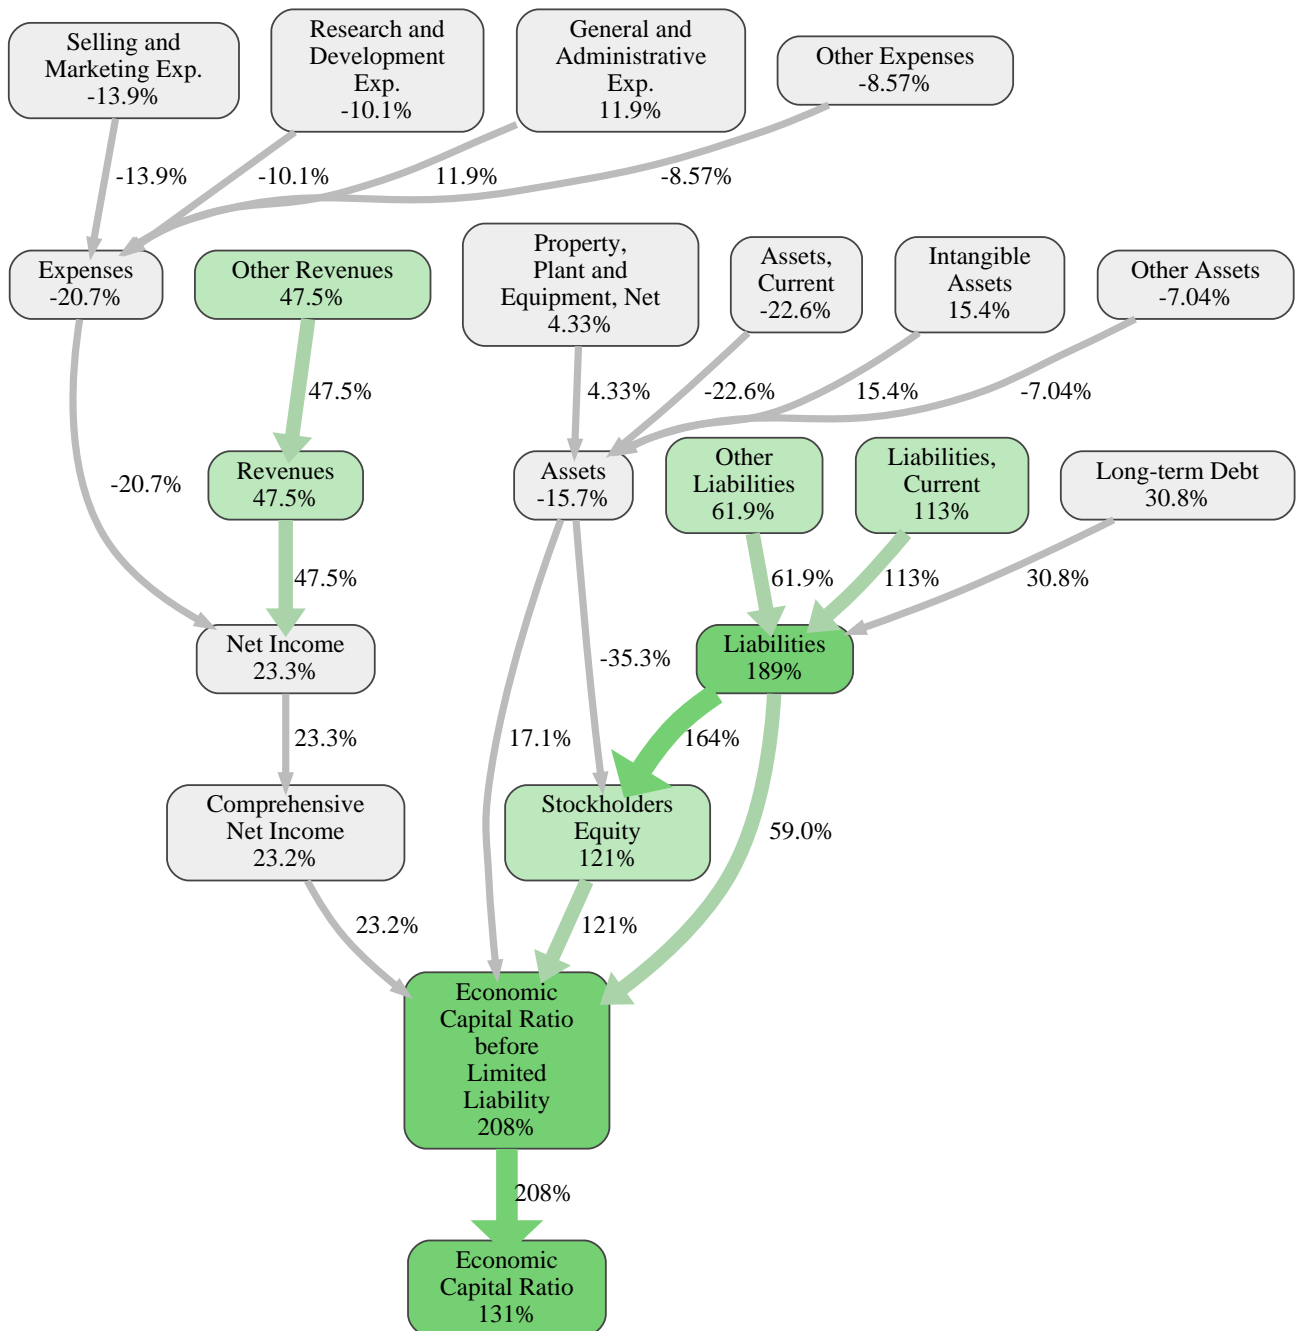 Selling and
Marketing Exp.
-13.9%
Research and
Development
Exp.
-10.1%
General and
Administrative
Exp.
11.9%
Other Expenses
-8.57%
-13.9%
-10.1%
11.9%
-8.57%
Expenses
-20.7%
Other Revenues
47.5%
Property,
Plant and
Equipment, Net
4.33%
Assets,
Current
-22.6%
Intangible
Assets
15.4%
Other Assets
-7.04%
47.5%
4.33%
-22.6%
15.4%
-7.04%
Revenues
47.5%
Assets
-15.7%
Other
Liabilities
61.9%
Liabilities,
Current
113%
Long-term Debt
30.8%
-20.7%
47.5%
61.9%
113%
30.8%
Net Income
23.3%
-35.3%
Liabilities
189%
23.3%
17.1%
164%
Comprehensive
Net Income
23.2%
Stockholders
Equity
121%
59.0%
23.2%
121%
Economic
Capital Ratio
before
Limited
Liability
208%
208%
Economic
Capital Ratio
131%